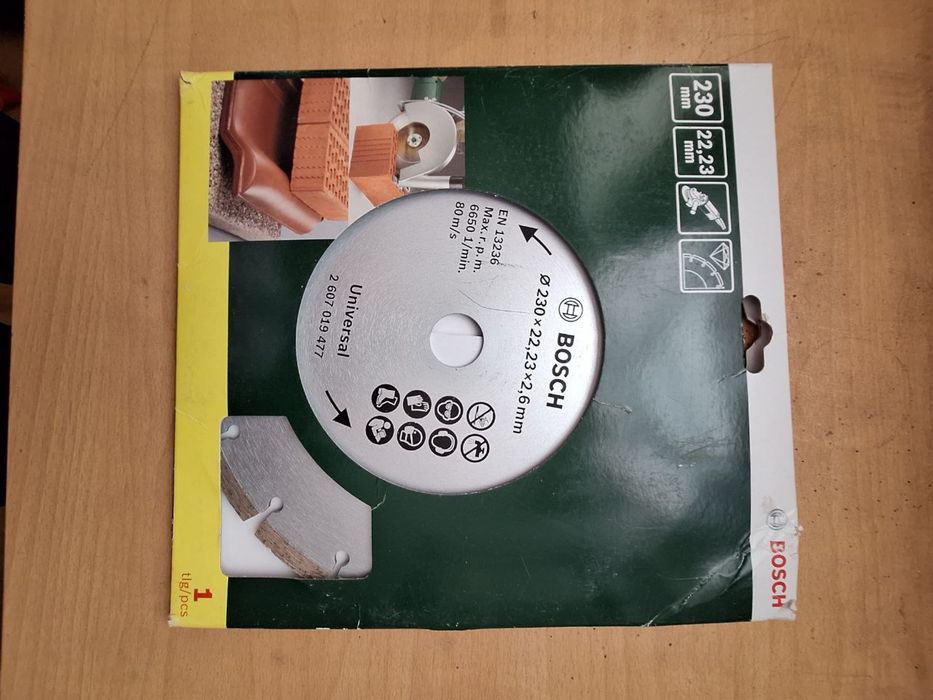 BOSCH
230
mm
22,23
mm
BOSCH
Ø 230 × 22,23 × 2,6 mm
EN 13236
Max. r. p. m.
6650 1/min.
80 m/s
Universal
2 607 019 477
1
tlg/pcs